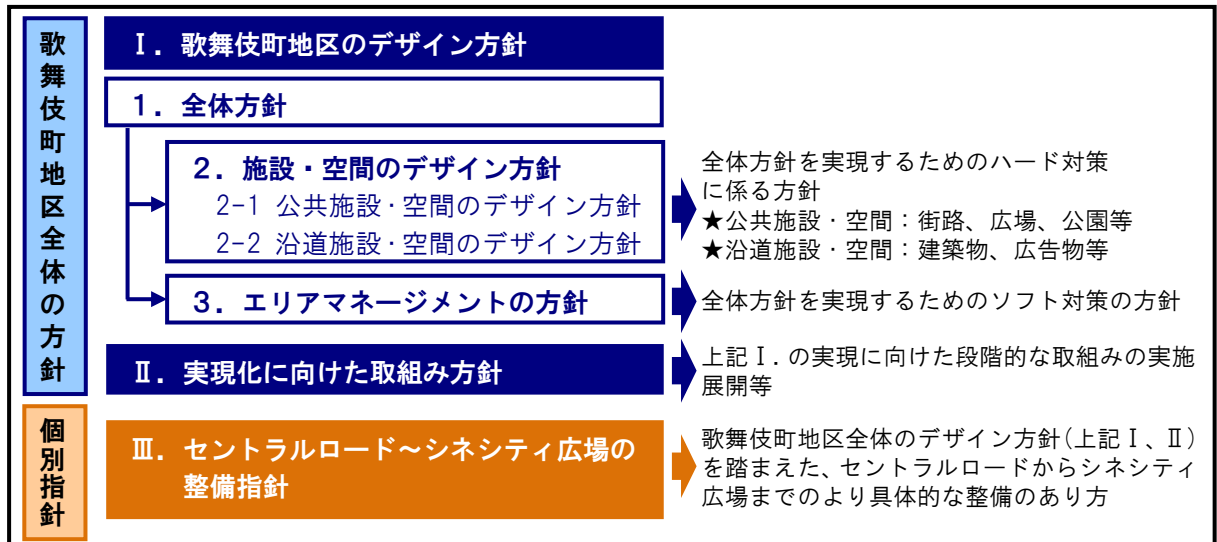 歌舞伎町地区全体の方針
Ⅰ．歌舞伎町地区のデザイン方針
１．全体方針
２．施設・空間のデザイン方針
2-1 公共施設・空間のデザイン方針
2-2 沿道施設・空間のデザイン方針
全体方針を実現するためのハード対策
に係る方針
★公共施設・空間：街路、広場、公園等
★沿道施設・空間：建築物、広告物等
３．エリアマネージメントの方針
全体方針を実現するためのソフト対策の方針
Ⅱ．実現化に向けた取組み方針
上記Ⅰ.の実現に向けた段階的な取組みの実施
展開等
個別指針
Ⅲ．セントラルロード～シネシティ広場の
整備指針
歌舞伎町地区全体のデザイン方針(上記Ⅰ、Ⅱ)
を踏まえた、セントラルロードからシネシティ
広場までのより具体的な整備のあり方